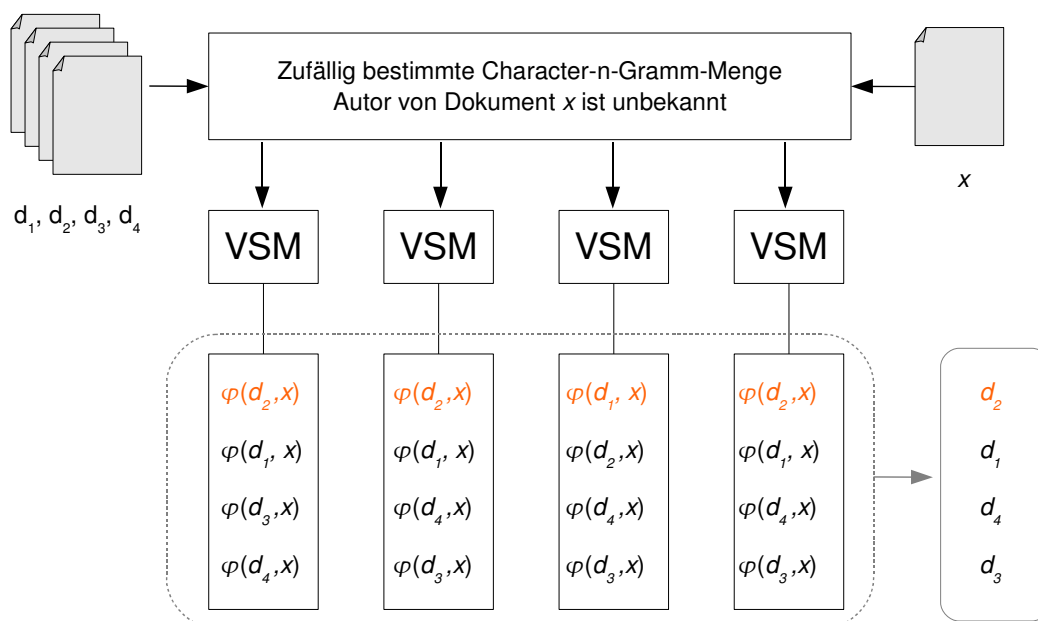 Zufällig bestimmte Character-n-Gramm-Menge
Autor von Dokument x ist unbekannt
d₁, d₂, d₃, d₄
x
VSM VSM VSM VSM
φ(d₂,x) φ(d₂,x) φ(d₁, x) φ(d₂,x) d₂
φ(d₁, x) φ(d₁, x) φ(d₂,x) φ(d₁, x) d₁
φ(d₃,x) φ(d₄,x) φ(d₄,x) φ(d₄,x) d₄
φ(d₄,x) φ(d₃,x) φ(d₃,x) φ(d₃,x) d₃